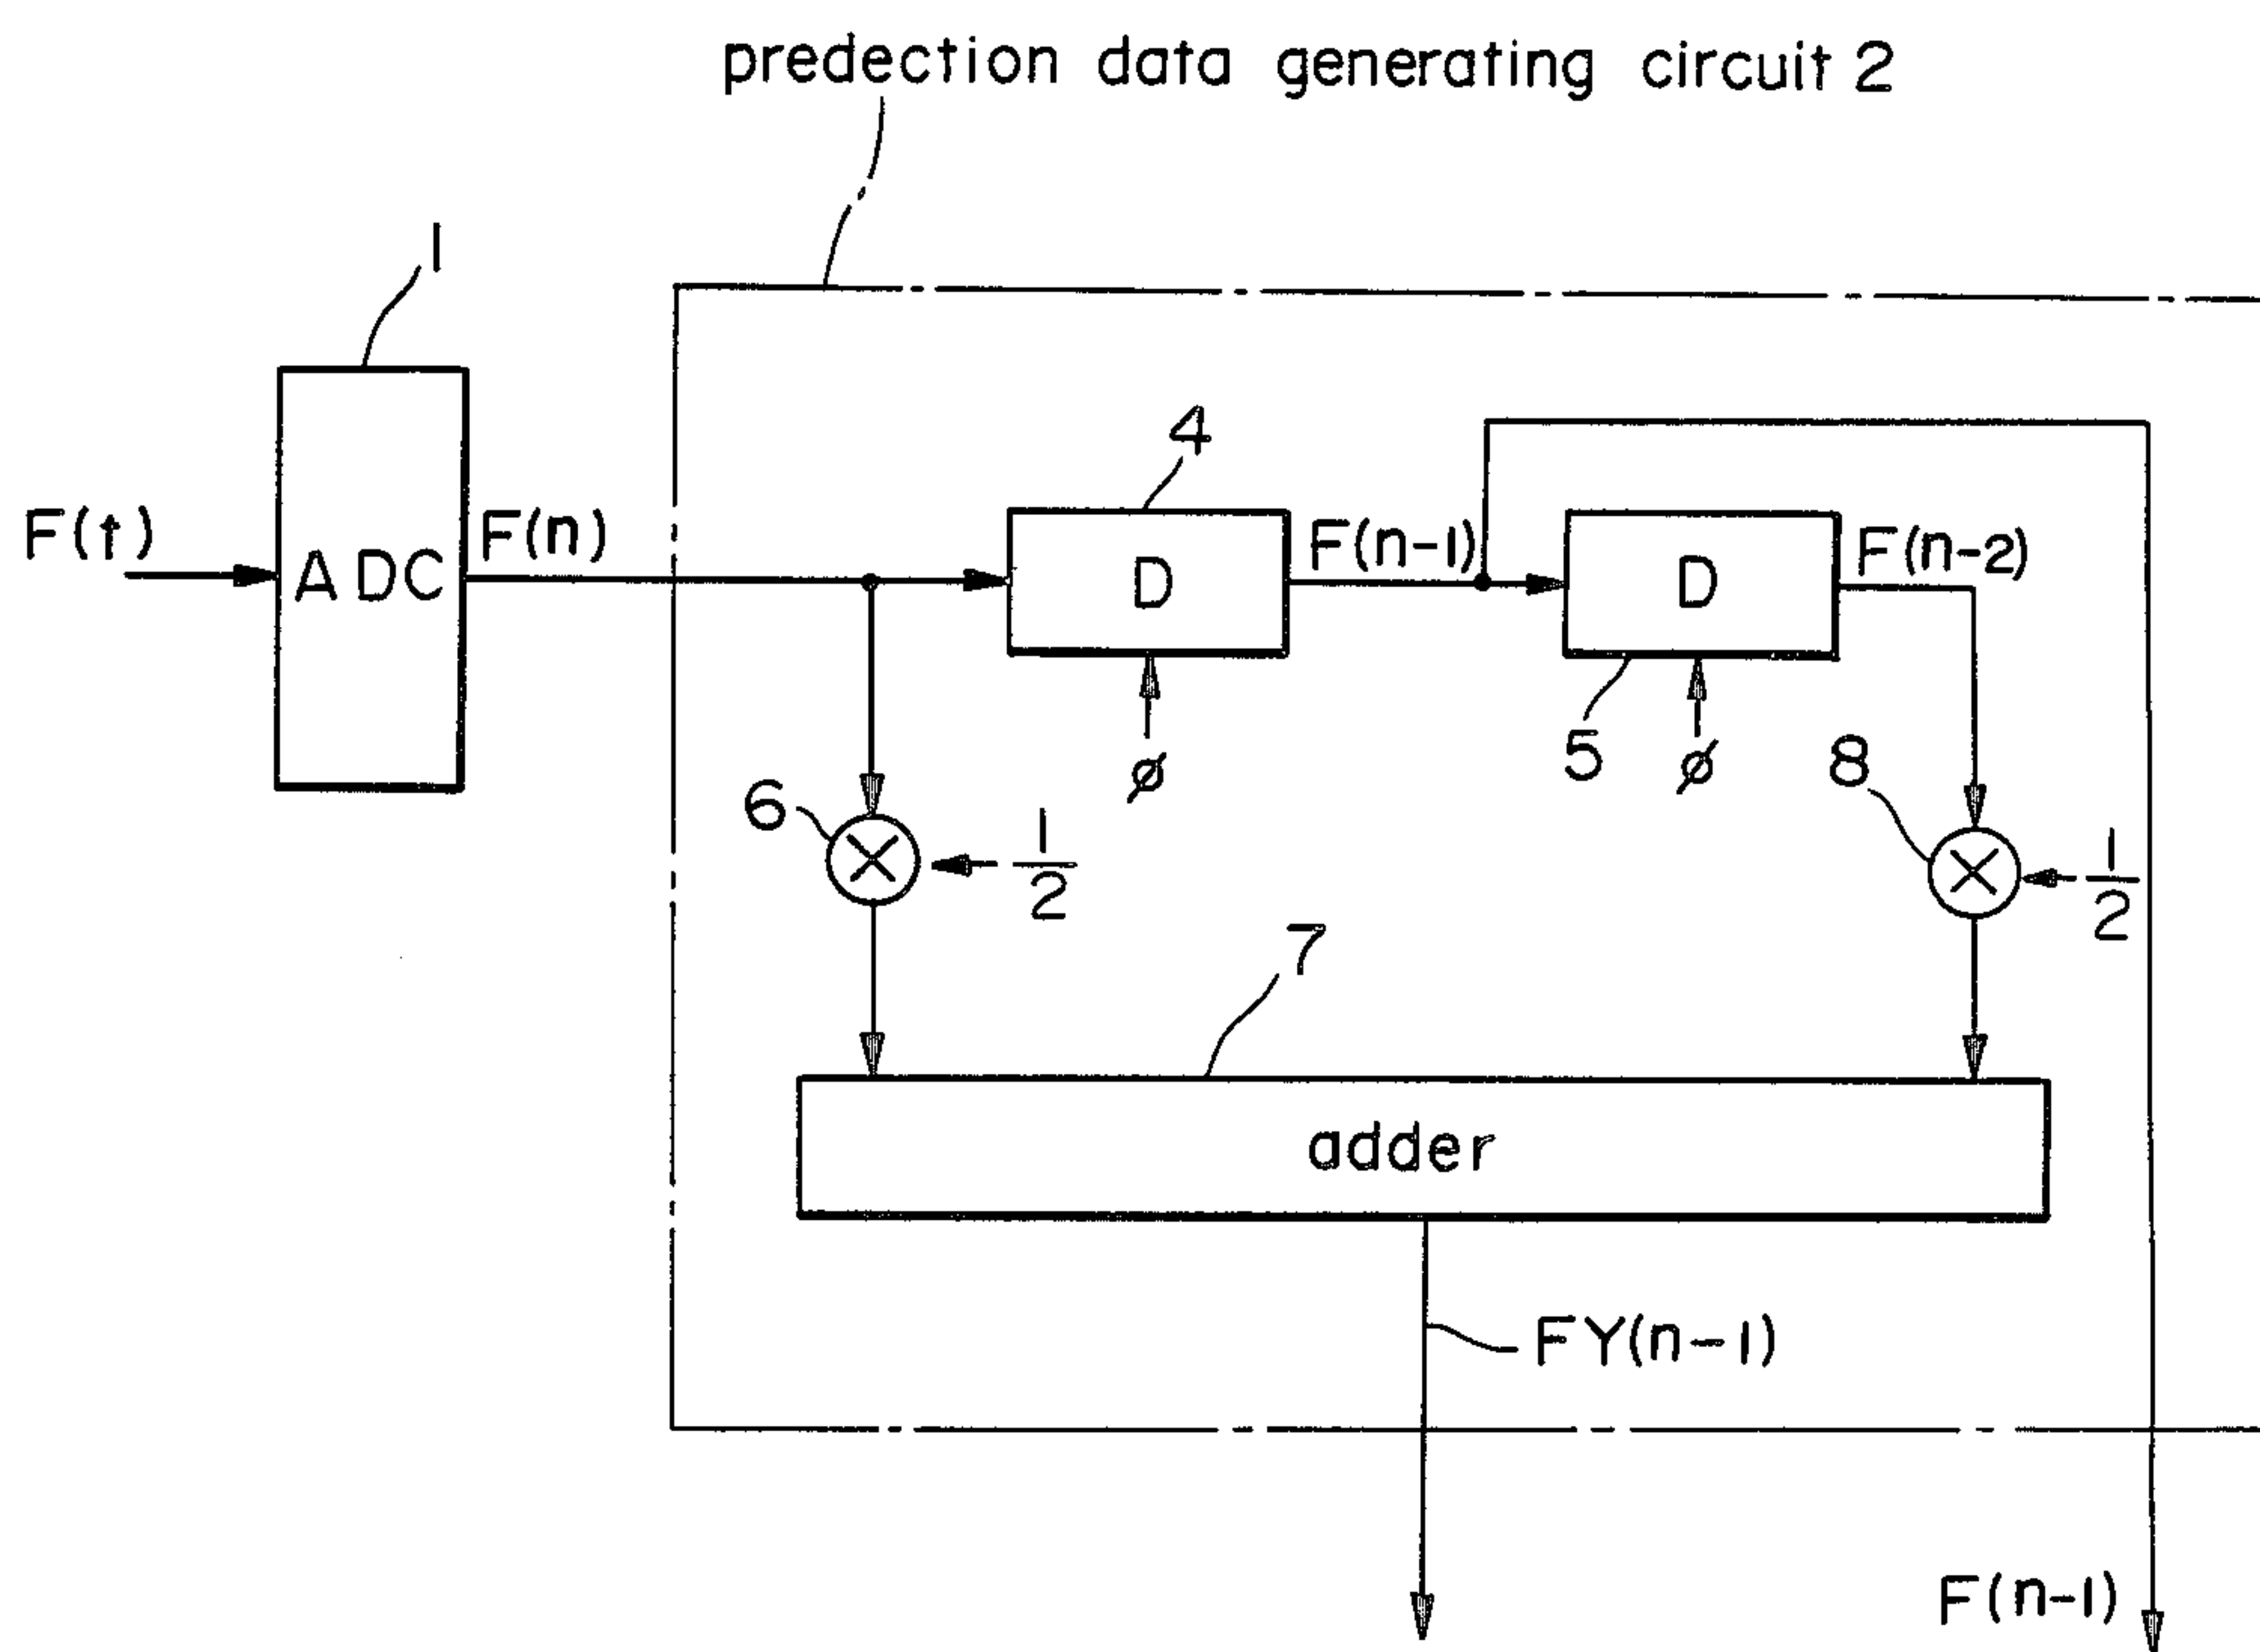 predection data generating circuit 2
1
F(t)
ADC
F(n)
4
D
F(n-1)
D
F(n-2)
ø
5
ø
6
1/2
8
1/2
7
adder
FY(n-1)
F(n-1)